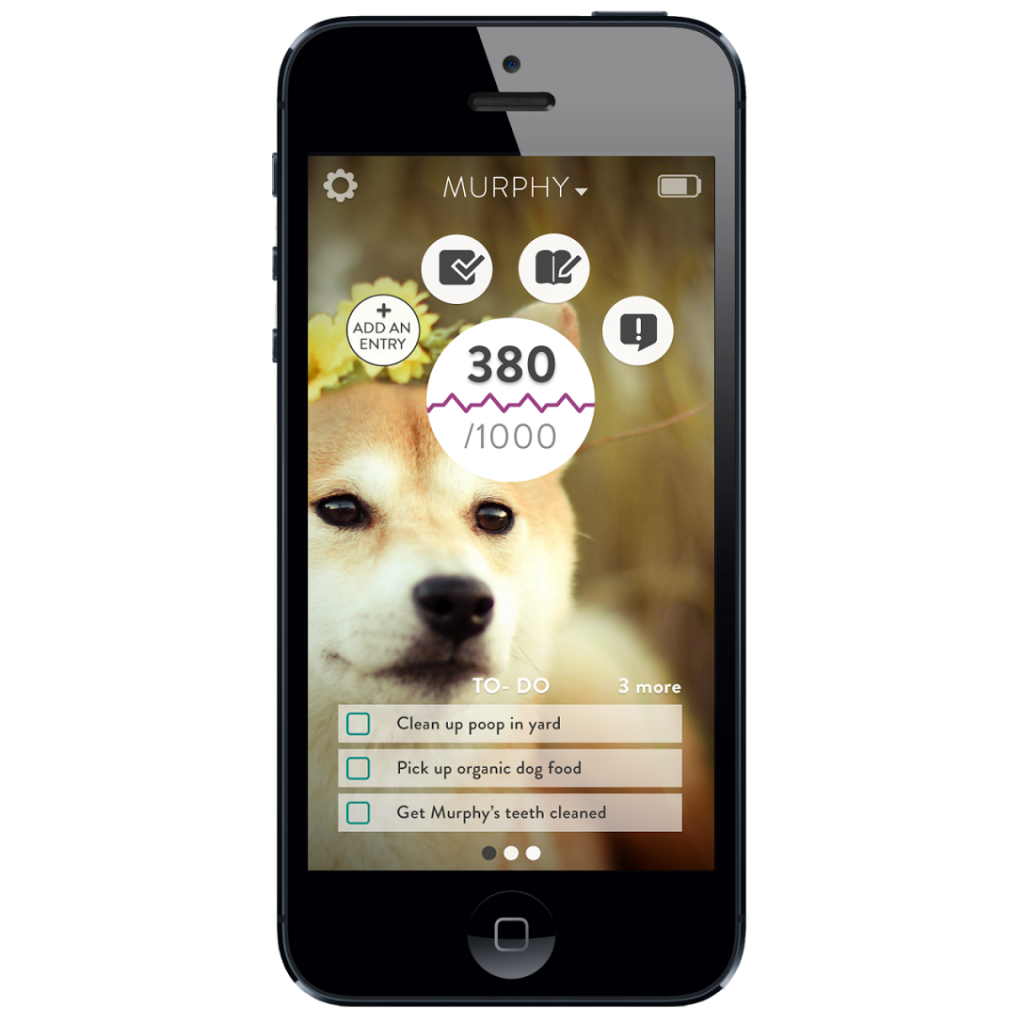 MURPHY
+
ADD AN
ENTRY
380
/1000
TO- DO
3 more
Clean up poop in yard
Pick up organic dog food
Get Murphy's teeth cleaned